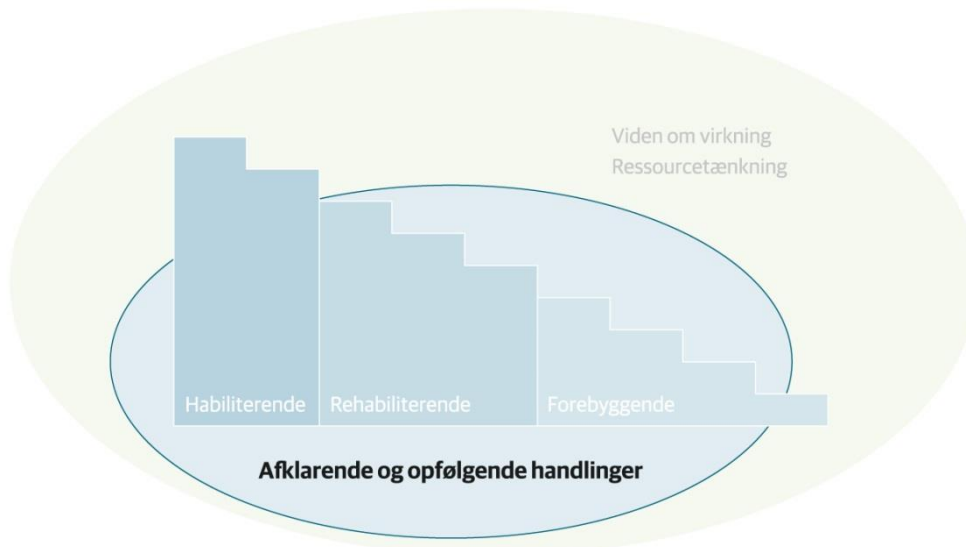 Viden om virkning
Ressourcetænkning
Habiliterende
Rehabiliterende
Forebyggende
Afklarende og opfølgende handlinger